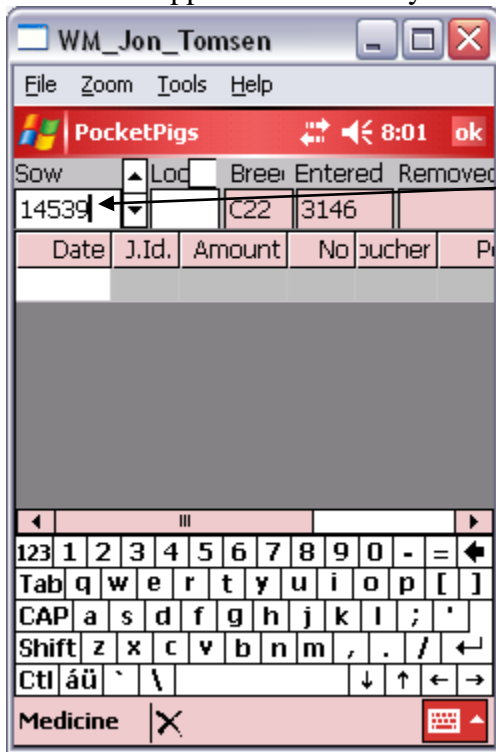 WM_Jon_Tomsen
File Zoom Tools Help
PocketPigs 8:01 ok
Sow Loc Breei Entered Removed
14539 C22 3146
Date J.Id. Amount No oucher P
123 1 2 3 4 5 6 7 8 9 0 - =
Tab q w e r t y u i o p [ ]
CAP a s d f g h j k l ; '
Shift z x c v b n m , . / ↵
Ctl áü ` \ ↓ ↑ ← →
Medicine